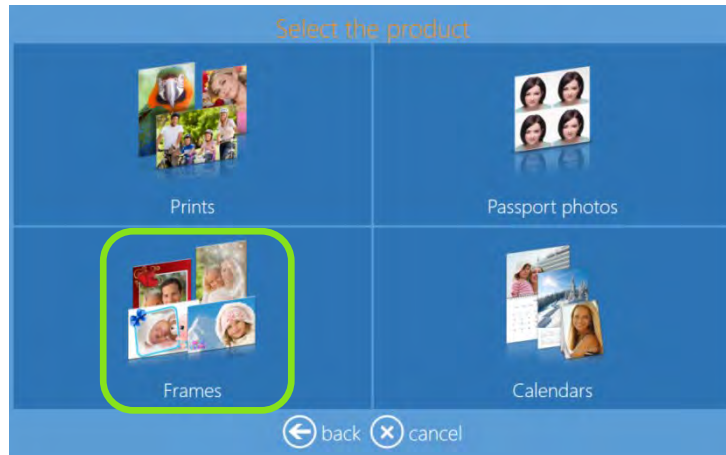 Select the product
Prints
Passport photos
Frames
Calendars
back cancel